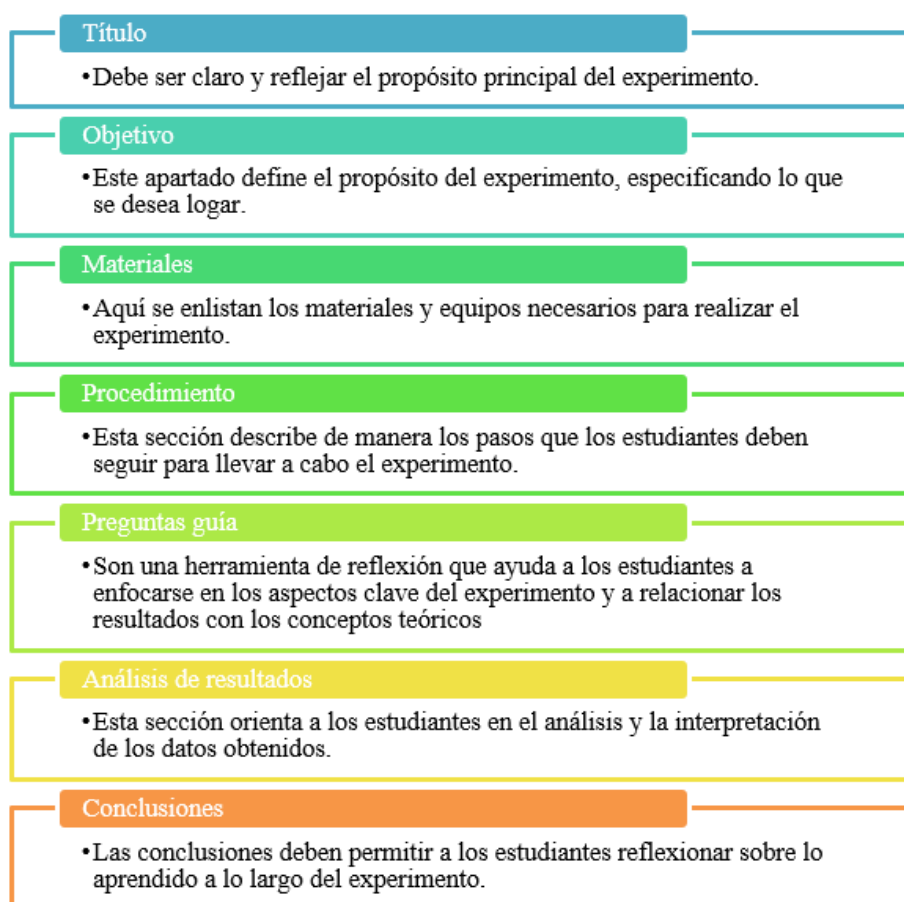 Título
•Debe ser claro y reflejar el propósito principal del experimento.
Objetivo
•Este apartado define el propósito del experimento, especificando lo que
se desea logar.
Materiales
•Aquí se enlistan los materiales y equipos necesarios para realizar el
experimento.
Procedimiento
•Esta sección describe de manera los pasos que los estudiantes deben
seguir para llevar a cabo el experimento.
Preguntas guía
•Son una herramienta de reflexión que ayuda a los estudiantes a
enfocarse en los aspectos clave del experimento y a relacionar los
resultados con los conceptos teóricos
Análisis de resultados
•Esta sección orienta a los estudiantes en el análisis y la interpretación
de los datos obtenidos.
Conclusiones
•Las conclusiones deben permitir a los estudiantes reflexionar sobre lo
aprendido a lo largo del experimento.